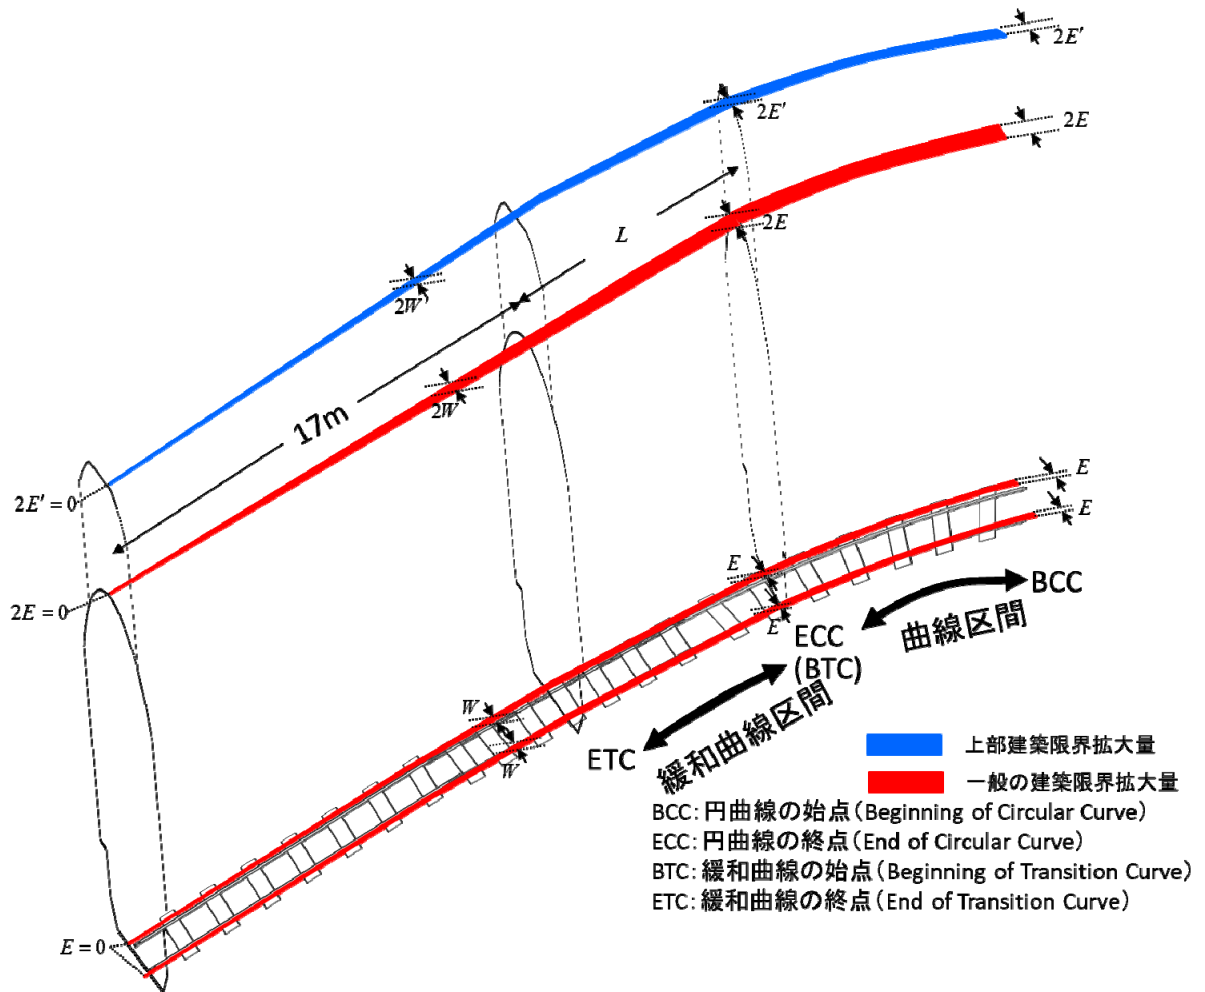 2E'
2E
2E'
2E
L
2W'
2W
17m
2E' = 0
2E = 0
E
E
E
E
BCC
曲線区間
ECC
(BTC)
緩和曲線区間
ETC
W
W
E = 0
上部建築限界拡大量
一般の建築限界拡大量
BCC: 円曲線の始点(Beginning of Circular Curve)
ECC: 円曲線の終点(End of Circular Curve)
BTC: 緩和曲線の始点(Beginning of Transition Curve)
ETC: 緩和曲線の終点(End of Transition Curve)